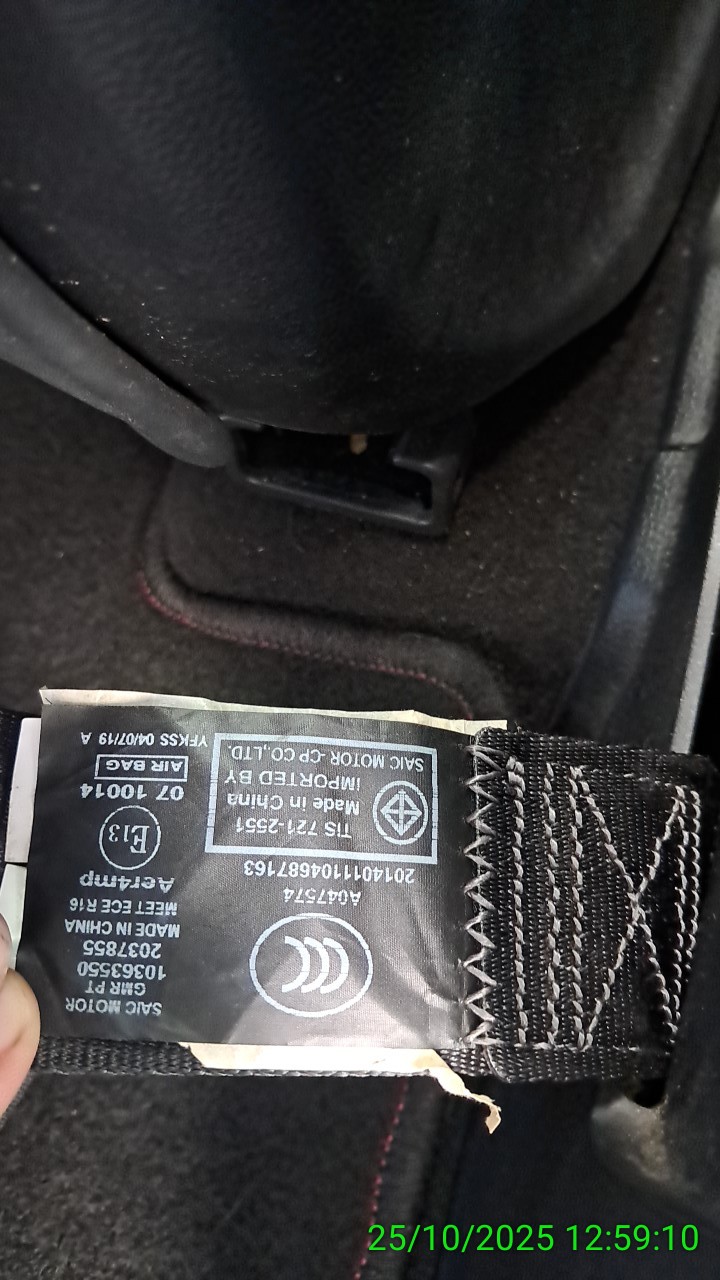 SAIC MOTOR
GMR PT
10363550
2037855
MADE IN CHINA
MEET ECE R16
Aer4mp
E13
07 10014
AIR BAG
YFKSS 04/07/19 A
CCC
A047574
2014011104687163
TIS 721-2551
Made in China
IMPORTED BY
SAIC MOTOR -CP CO.,LTD.
25/10/2025 12:59:10